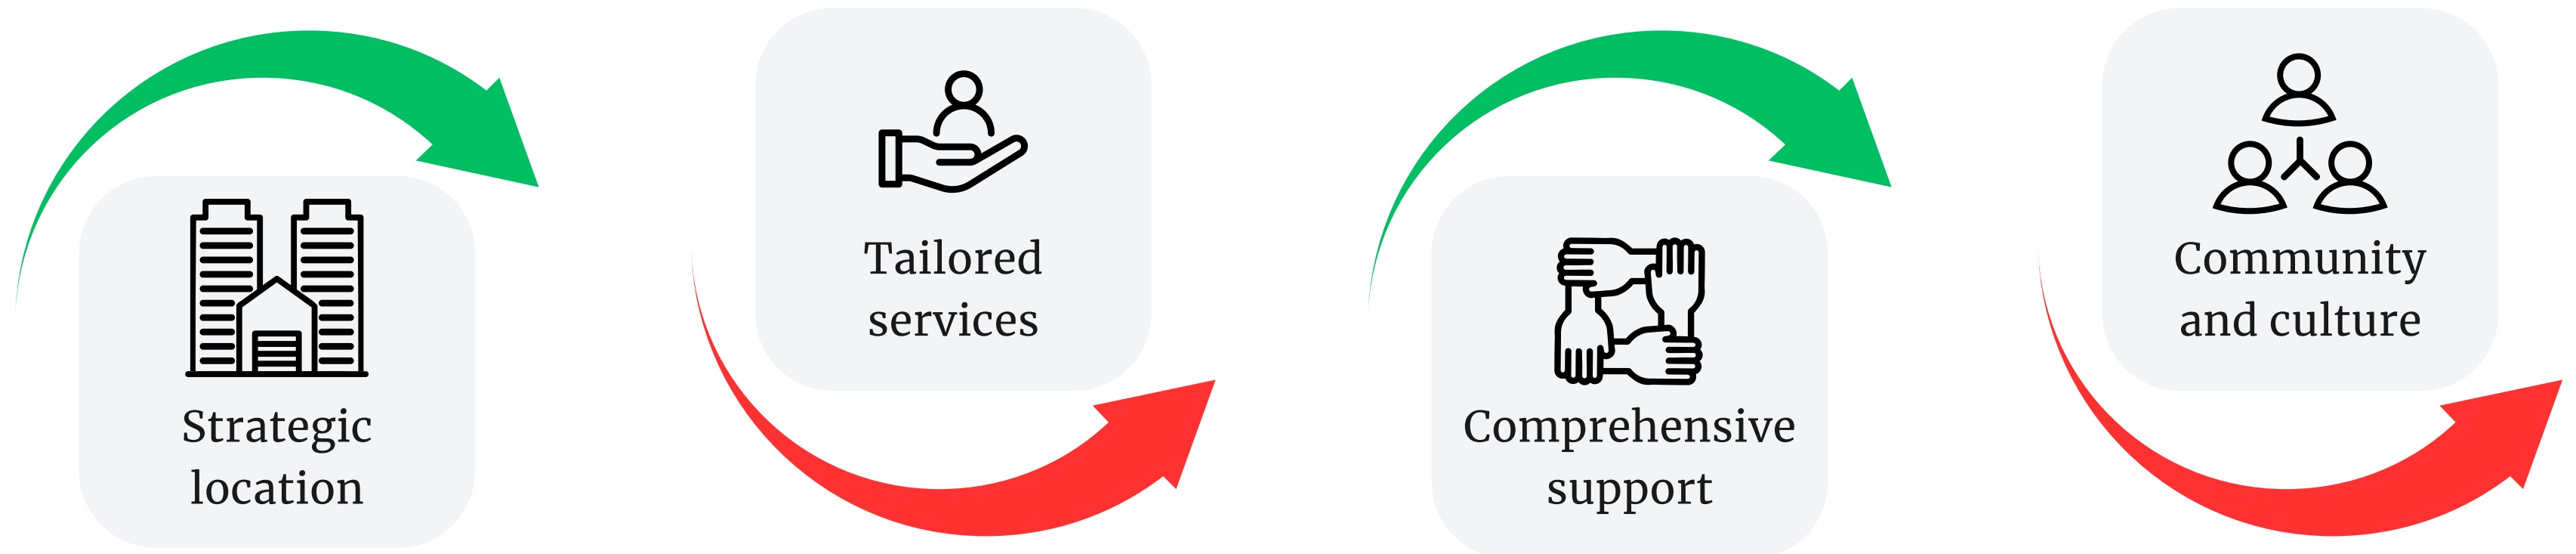 Strategic
location
Tailored
services
Comprehensive
support
Community
and culture